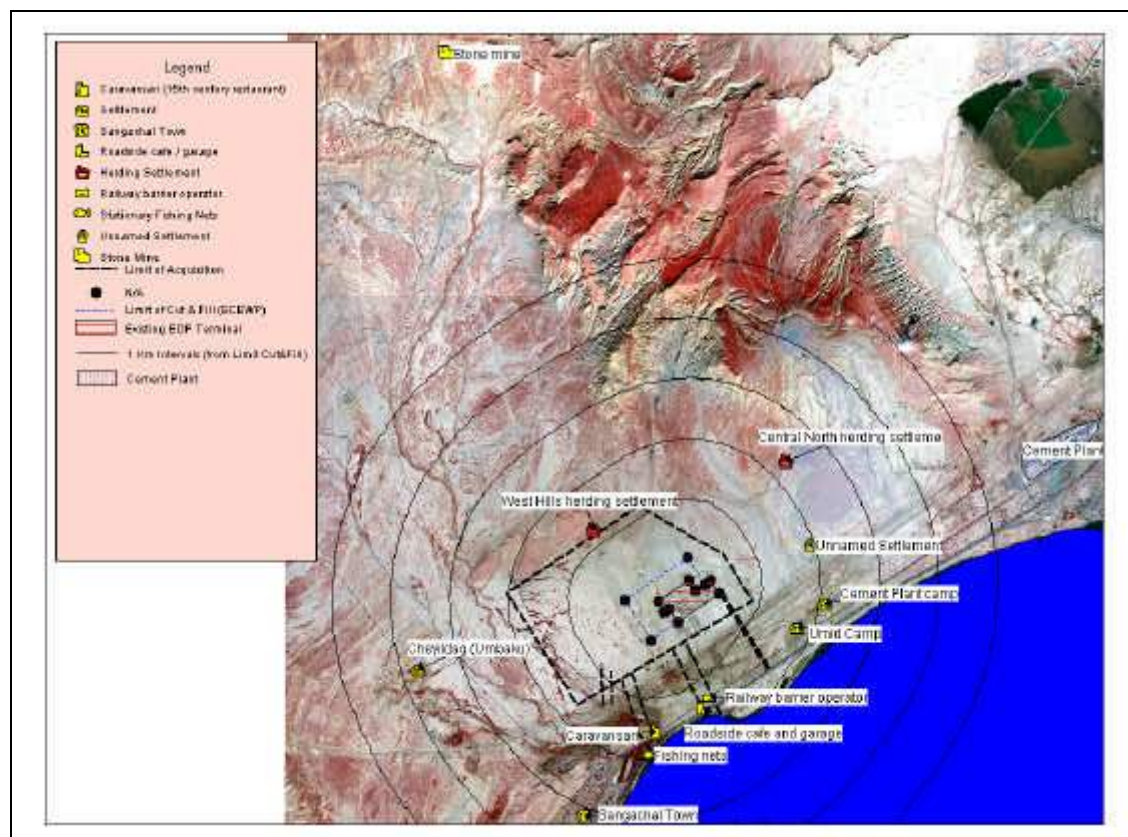 Stone mine
Legend
Caravansari (15th century restaurant)
Settlement
Sangachal Town
Roadside cafe / garage
Herding Settlement
Railway barrier operator
Stationary Fishing Nets
Unnamed Settlement
Stone Mine
Limit of Acquisition
N/A
Limit of Cut & Fill (SCEWP)
Existing EOP Terminal
1 Km Intervals (from Limit Cut&Fill)
Cement Plant
Central North herding settleme
Cement Plant
West Hills herding settlement
Unnamed Settlement
Cement Plant camp
Umid Camp
Cheyildag (Umbaku)
Railway barrier operator
Caravansari
Roadside cafe and garage
Fishing nets
Sangachal Town